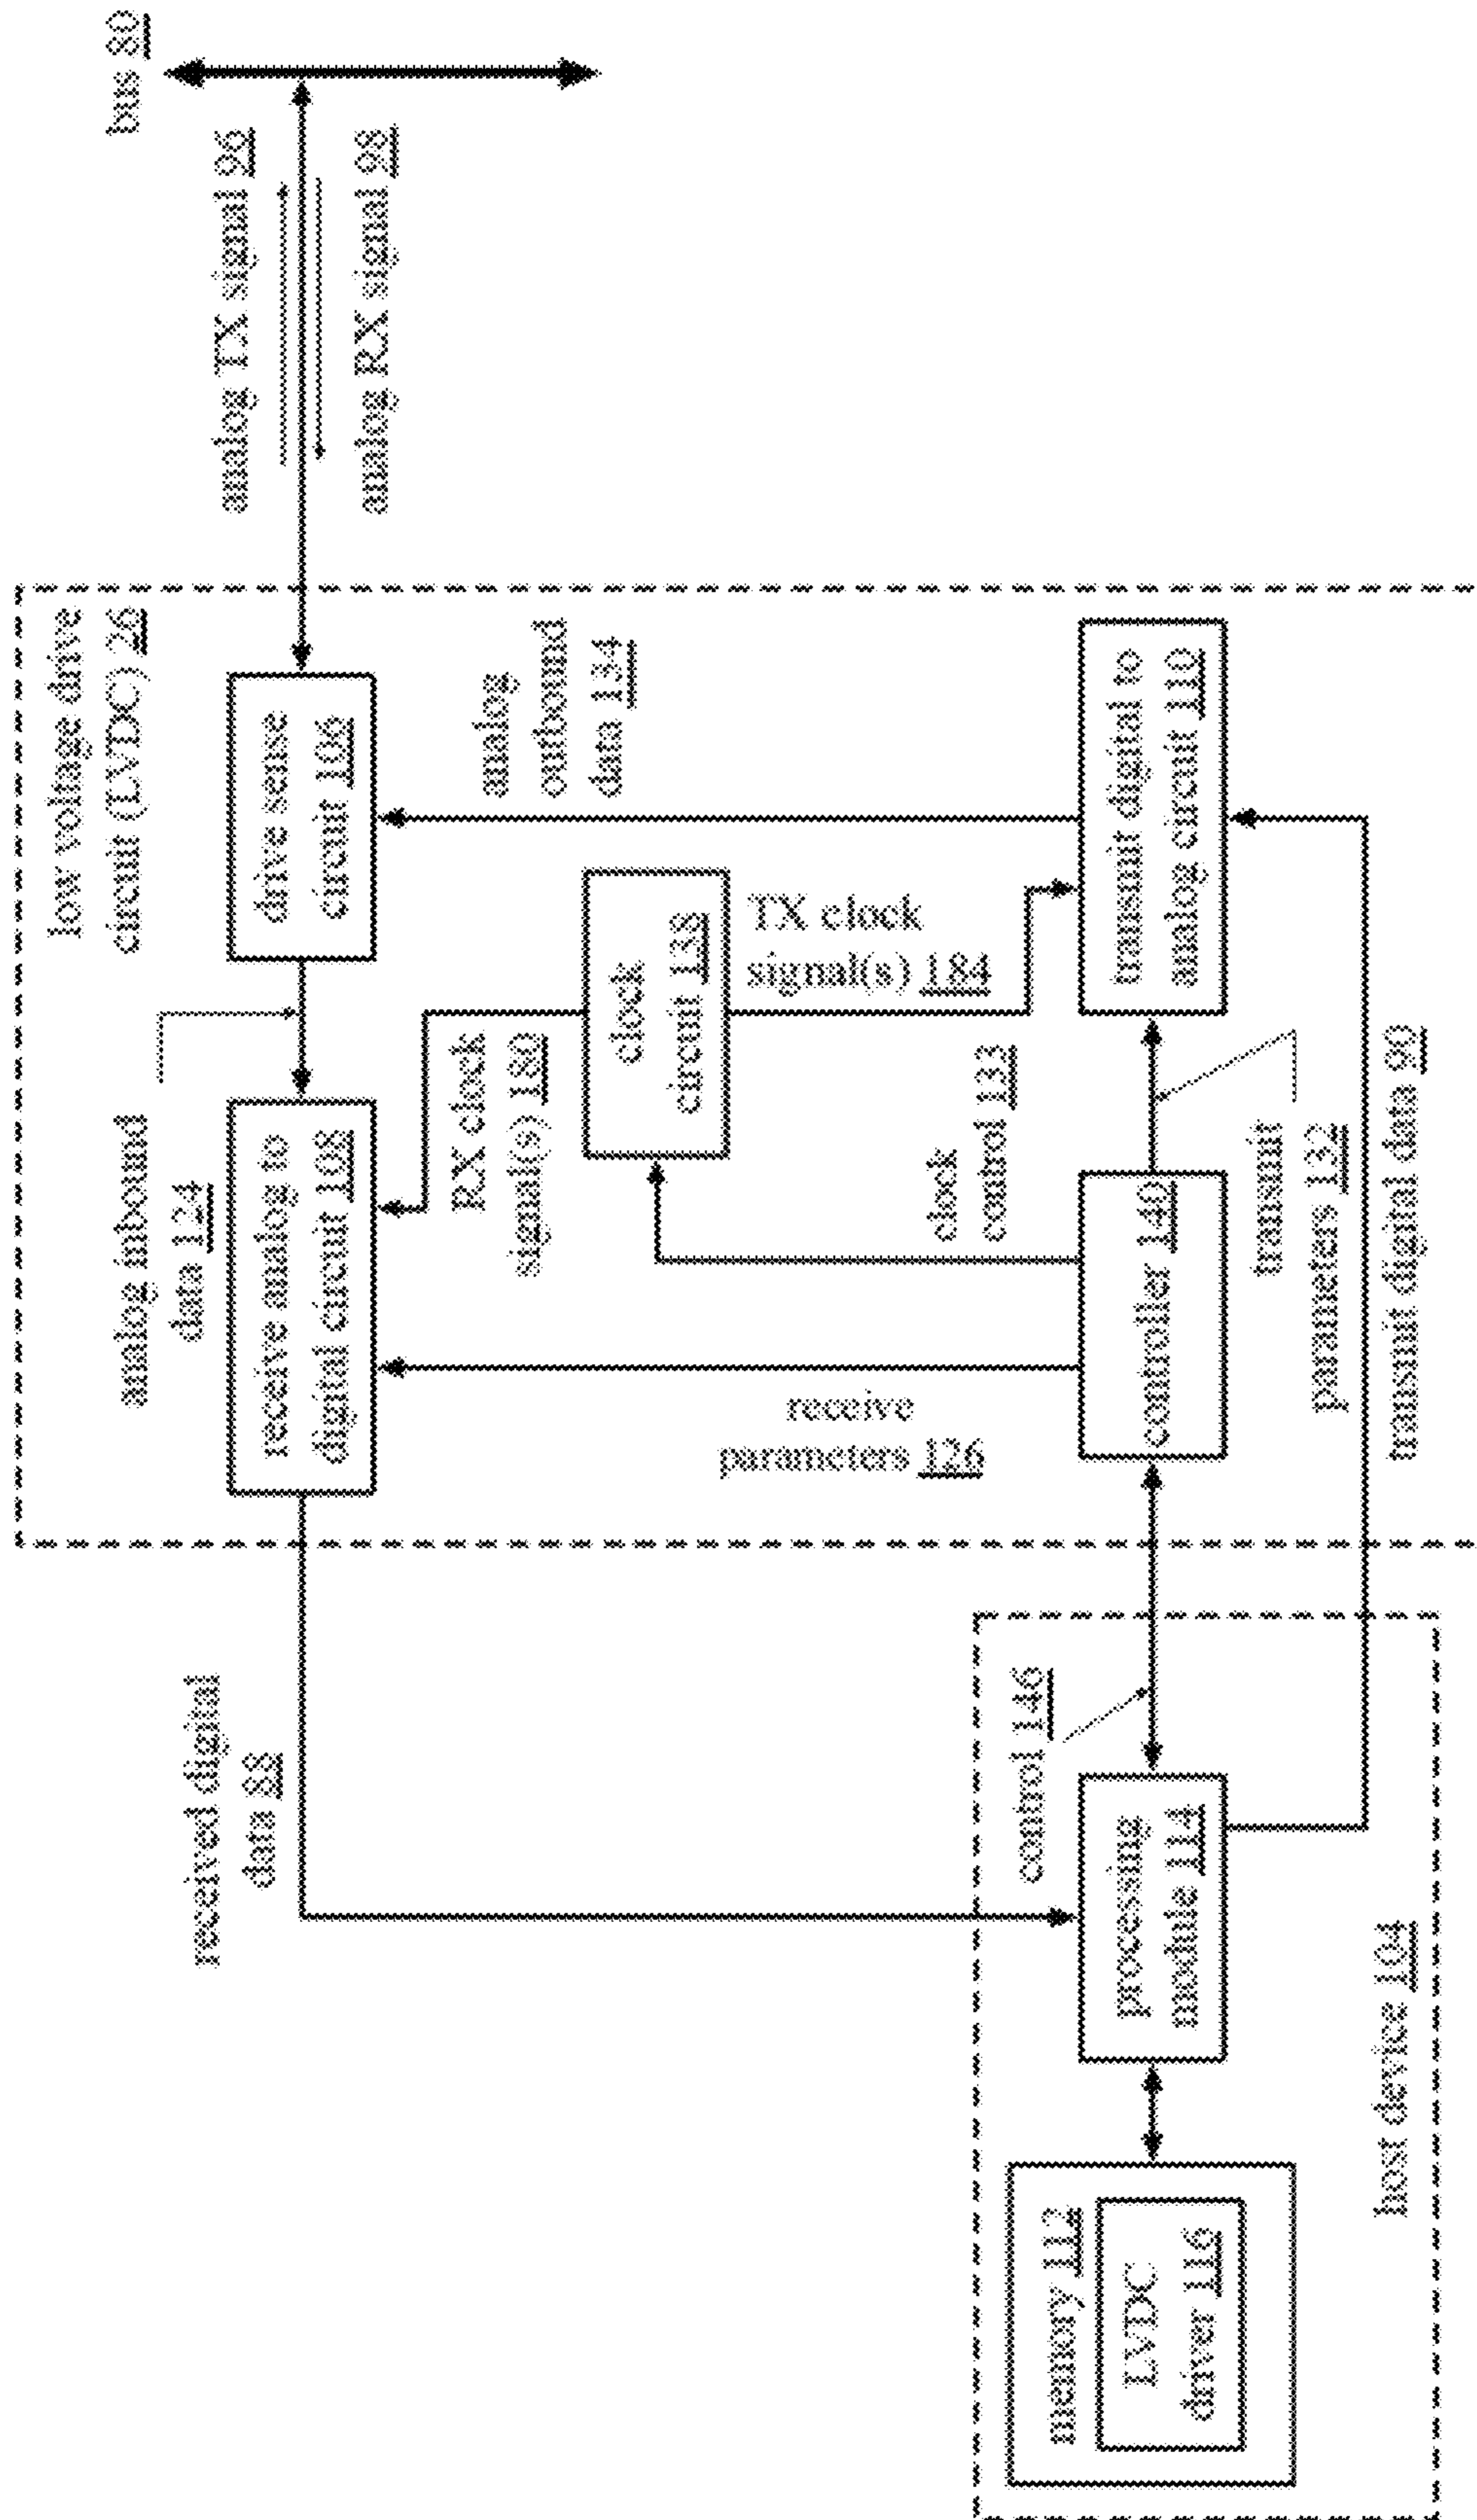 low voltage drive
circuit (LVDC) 26
bus 80
analog TX signal 96
analog RX signal 98
analog inbound
data 124
received digital
data 88
receive analog to
digital circuit 108
drive sense
circuit 106
RX clock
signal(s) 180
clock
circuit 138
analog
outbound
data 134
TX clock
signal(s) 184
receive
parameters 126
clock
control 133
control 146
memory 112
LVDC
driver 116
processing
module 114
controller 140
transmit digital to
analog circuit 110
transmit
parameters 132
host device 104
transmit digital data 90